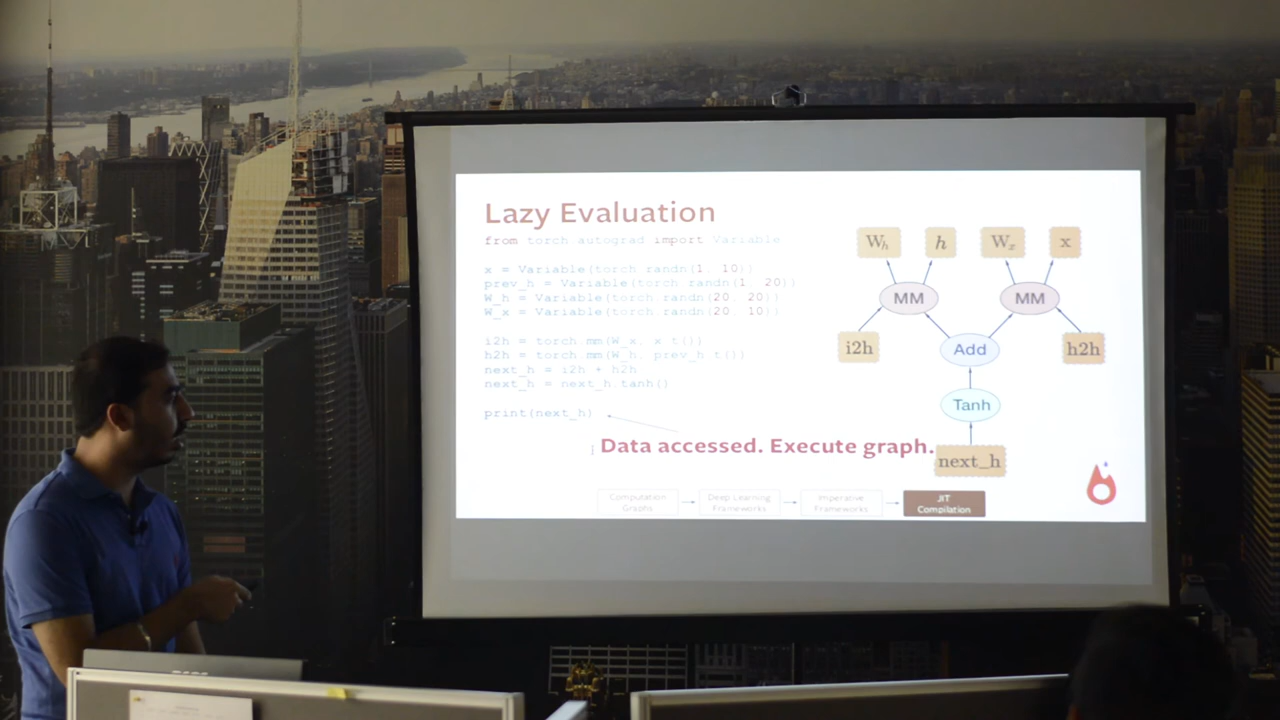 Lazy Evaluation
from torch.autograd import Variable
x = Variable(torch.randn(1, 10))
prev_h = Variable(torch.randn(1, 20))
W_h = Variable(torch.randn(20, 20))
W_x = Variable(torch.randn(20, 10))
i2h = torch.mm(W_x, x.t())
h2h = torch.mm(W_h, prev_h.t())
next_h = i2h + h2h
next_h = next_h.tanh()
print(next_h)
Data accessed. Execute graph.
Wh h Wx x
MM MM
i2h Add h2h
Tanh
next_h
Computation Graphs
Deep Learning Frameworks
Imperative Frameworks
JIT Compilation